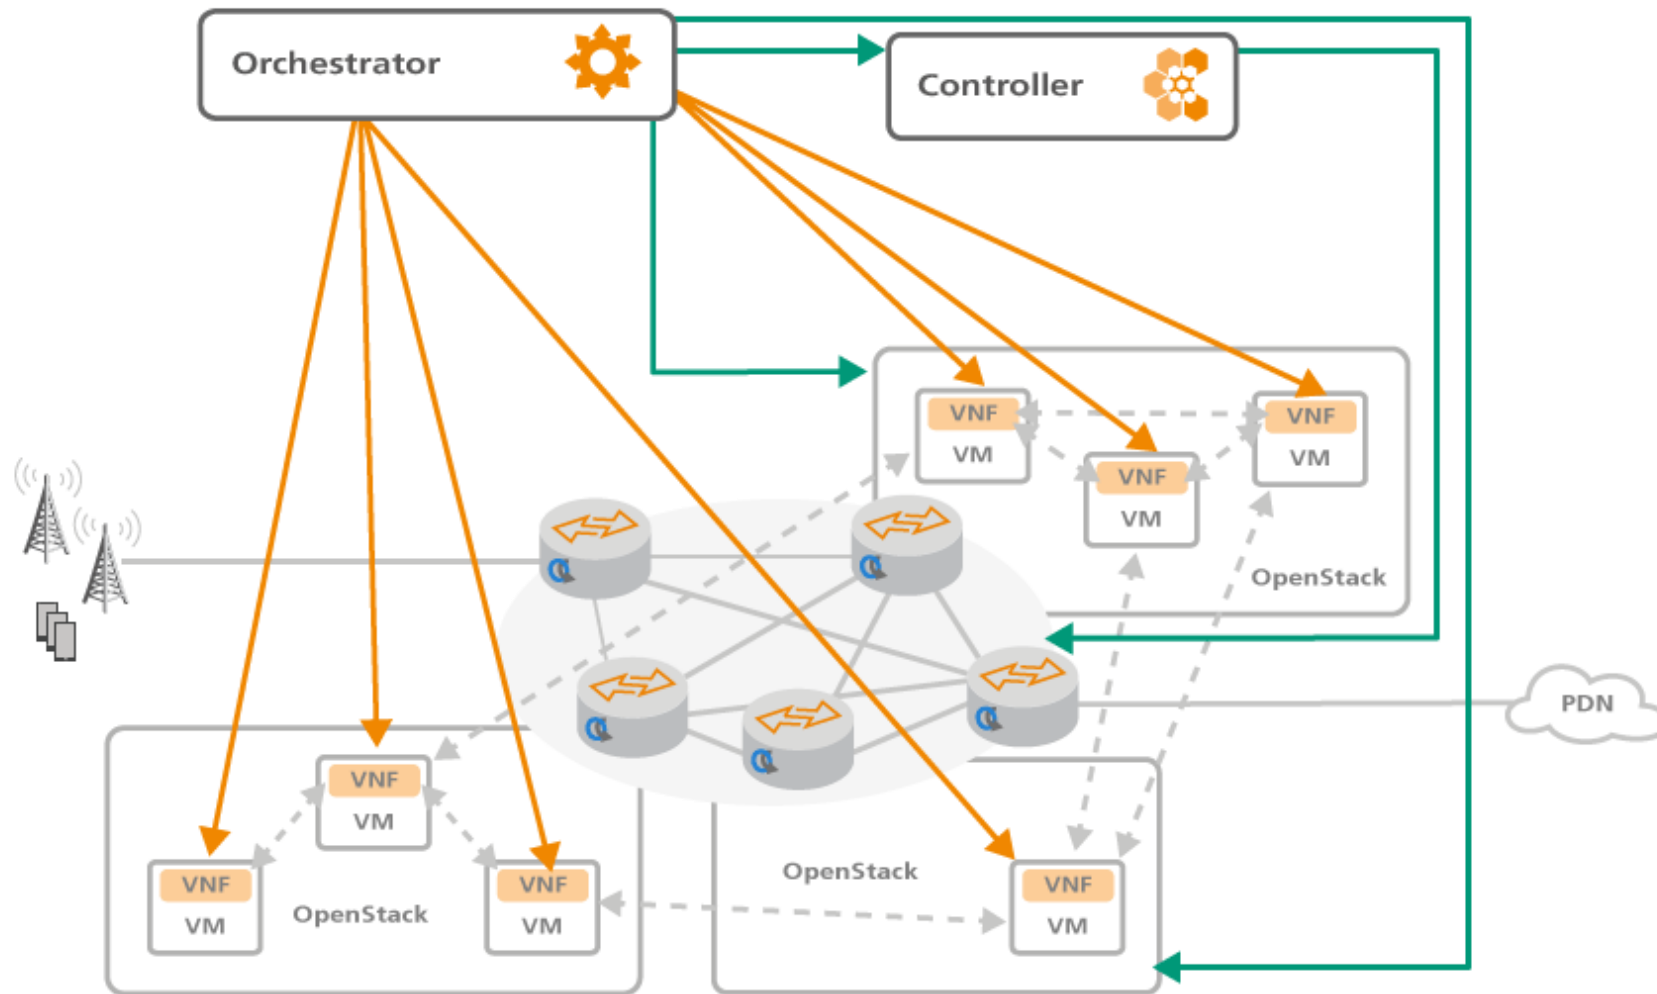 Orchestrator
Controller
VNF
VM
VNF
VM
VNF
VM
OpenStack
PDN
VNF
VM
VNF
VM
VNF
VM
OpenStack
OpenStack
VNF
VM